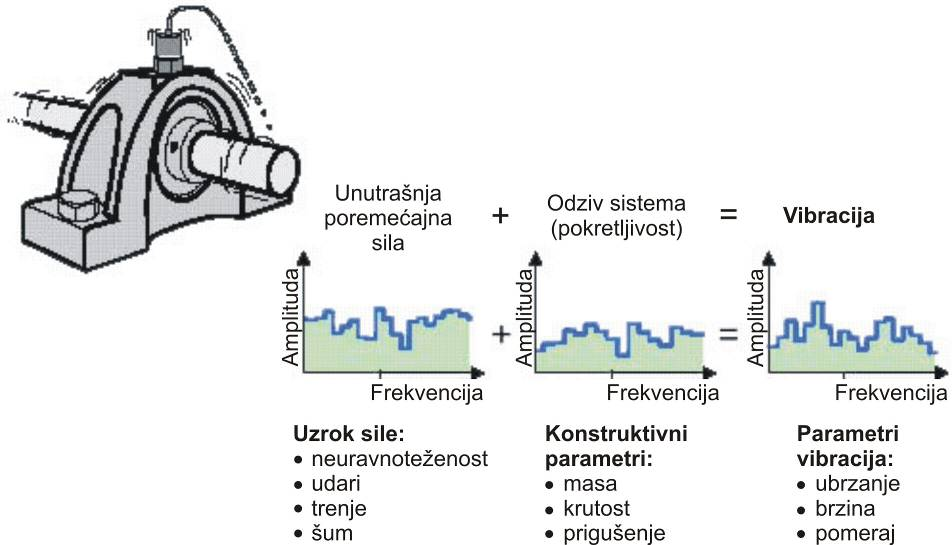 Unutrašnja
poremećajna
sila
+
Odziv sistema
(pokretljivost)
=
Vibracija
Amplituda
Frekvencija
+
Amplituda
Frekvencija
=
Amplituda
Frekvencija
Uzrok sile:
• neuravnoteženost
• udari
• trenje
• šum
Konstruktivni
parametri:
• masa
• krutost
• prigušenje
Parametri
vibracija:
• ubrzanje
• brzina
• pomeraj